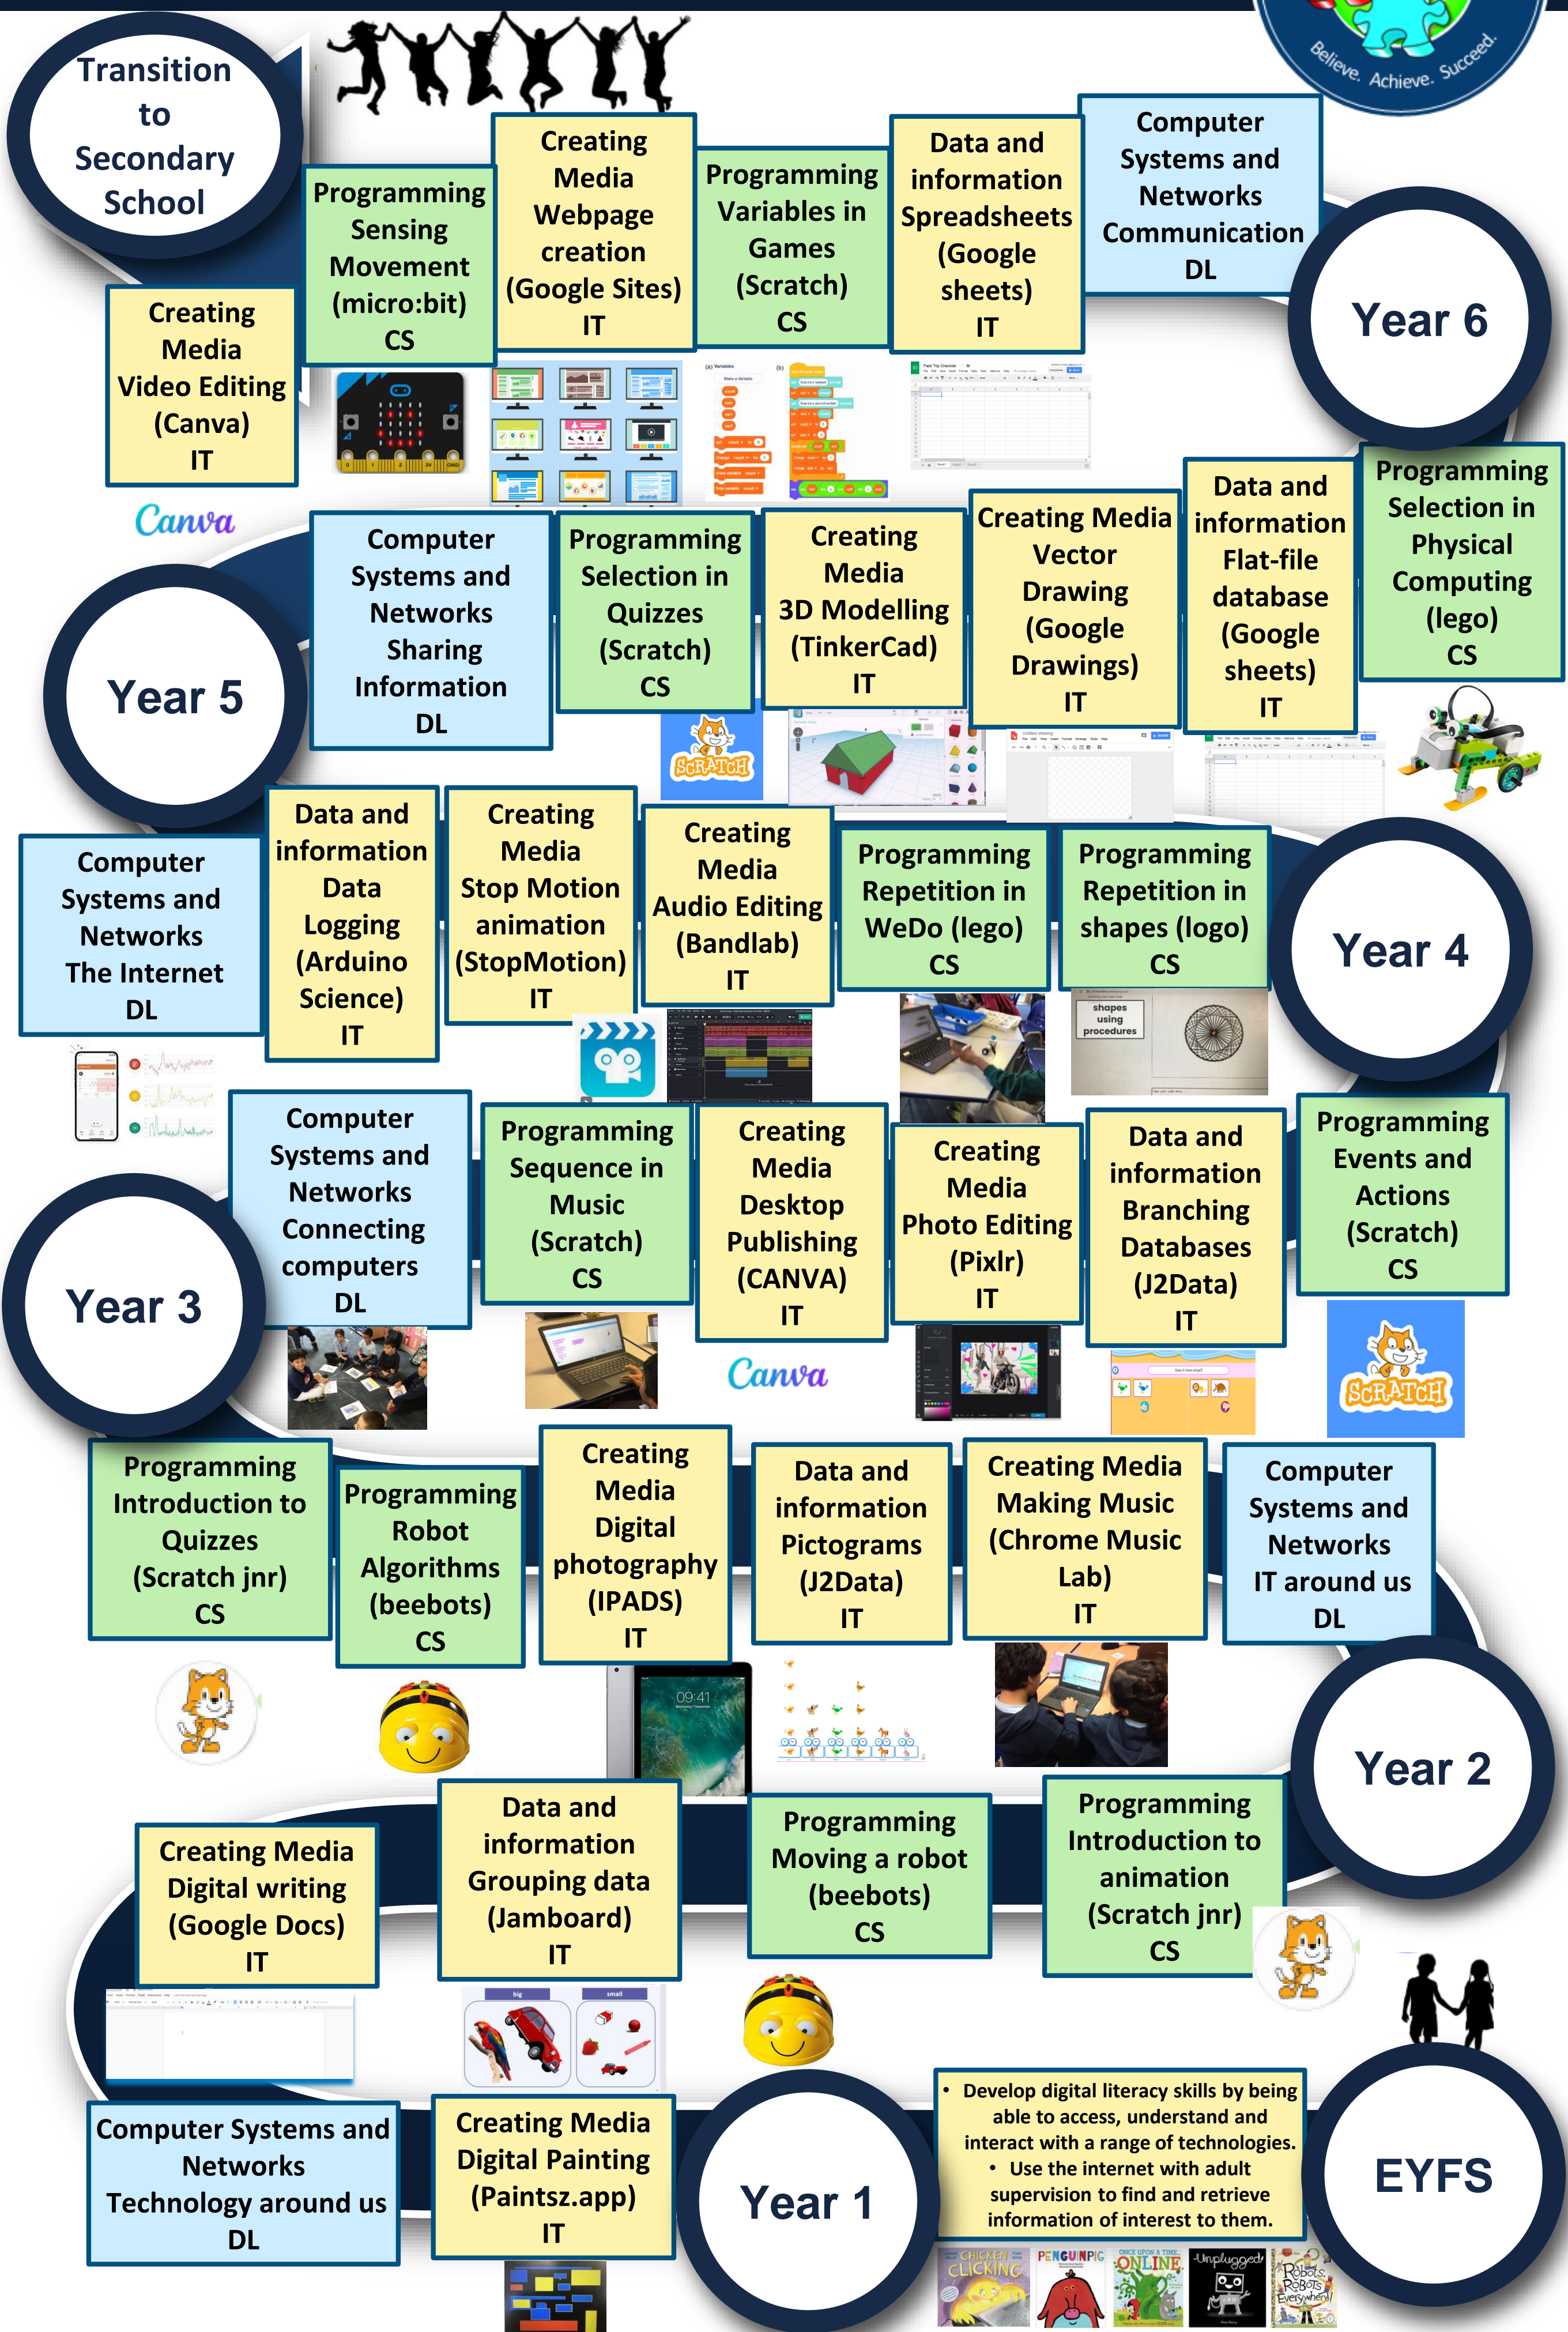 Believe. Achieve. Succeed.
Transition
to
Secondary
School
Creating
Media
Video Editing
(Canva)
IT
Canva
Programming
Sensing
Movement
(micro:bit)
CS
0 1 2 3V GND
Creating
Media
Webpage
creation
(Google Sites)
IT
Programming
Variables in
Games
(Scratch)
CS
(a) Variables
Make a Variable
(b)
Data and
information
Spreadsheets
(Google
sheets)
IT
Field Trip Checklist
Computer
Systems and
Networks
Communication
DL
Year 6
Year 5
Computer
Systems and
Networks
Sharing
Information
DL
Programming
Selection in
Quizzes
(Scratch)
CS
SCRATCH
Creating
Media
3D Modelling
(TinkerCad)
IT
Creating Media
Vector
Drawing
(Google
Drawings)
IT
Untitled drawing
Data and
information
Flat-file
database
(Google
sheets)
IT
Programming
Selection in
Physical
Computing
(lego)
CS
Computer
Systems and
Networks
The Internet
DL
Data and
information
Data
Logging
(Arduino
Science)
IT
Creating
Media
Stop Motion
animation
(StopMotion)
IT
Creating
Media
Audio Editing
(Bandlab)
IT
Programming
Repetition in
WeDo (lego)
CS
Programming
Repetition in
shapes (logo)
CS
shapes
using
procedures
Year 4
Year 3
Computer
Systems and
Networks
Connecting
computers
DL
Programming
Sequence in
Music
(Scratch)
CS
Creating
Media
Desktop
Publishing
(CANVA)
IT
Canva
Creating
Media
Photo Editing
(Pixlr)
IT
Data and
information
Branching
Databases
(J2Data)
IT
Programming
Events and
Actions
(Scratch)
CS
SCRATCH
Programming
Introduction to
Quizzes
(Scratch jnr)
CS
Programming
Robot
Algorithms
(beebots)
CS
Creating
Media
Digital
photography
(IPADS)
IT
09:41
Data and
information
Pictograms
(J2Data)
IT
Creating Media
Making Music
(Chrome Music
Lab)
IT
Computer
Systems and
Networks
IT around us
DL
Year 2
Creating Media
Digital writing
(Google Docs)
IT
Data and
information
Grouping data
(Jamboard)
IT
big
small
Programming
Moving a robot
(beebots)
CS
Programming
Introduction to
animation
(Scratch jnr)
CS
Computer Systems and
Networks
Technology around us
DL
Creating Media
Digital Painting
(Paintsz.app)
IT
Year 1
• Develop digital literacy skills by being
able to access, understand and
interact with a range of technologies.
• Use the internet with adult
supervision to find and retrieve
information of interest to them.
EYFS
CHICKEN
CLICKING
PENGUINPIG
ONCE UPON A TIME...
ONLINE
Unplugged
Robots,
RoBoTs
Everywhere!